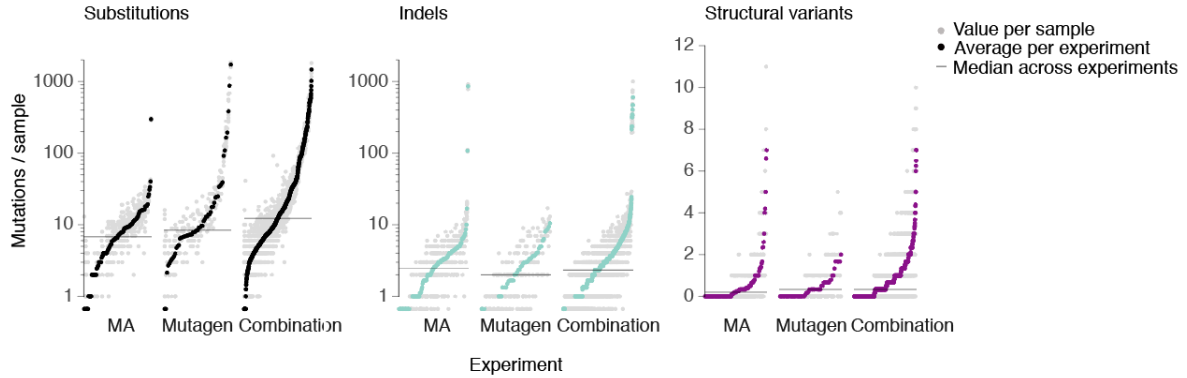 Substitutions
Indels
Structural variants
Value per sample
Average per experiment
Median across experiments
Mutations / sample
1000
100
10
1
MA
Mutagen
Combination
1000
100
10
1
MA
Mutagen
Combination
12
10
8
6
4
2
0
MA
Mutagen
Combination
Experiment